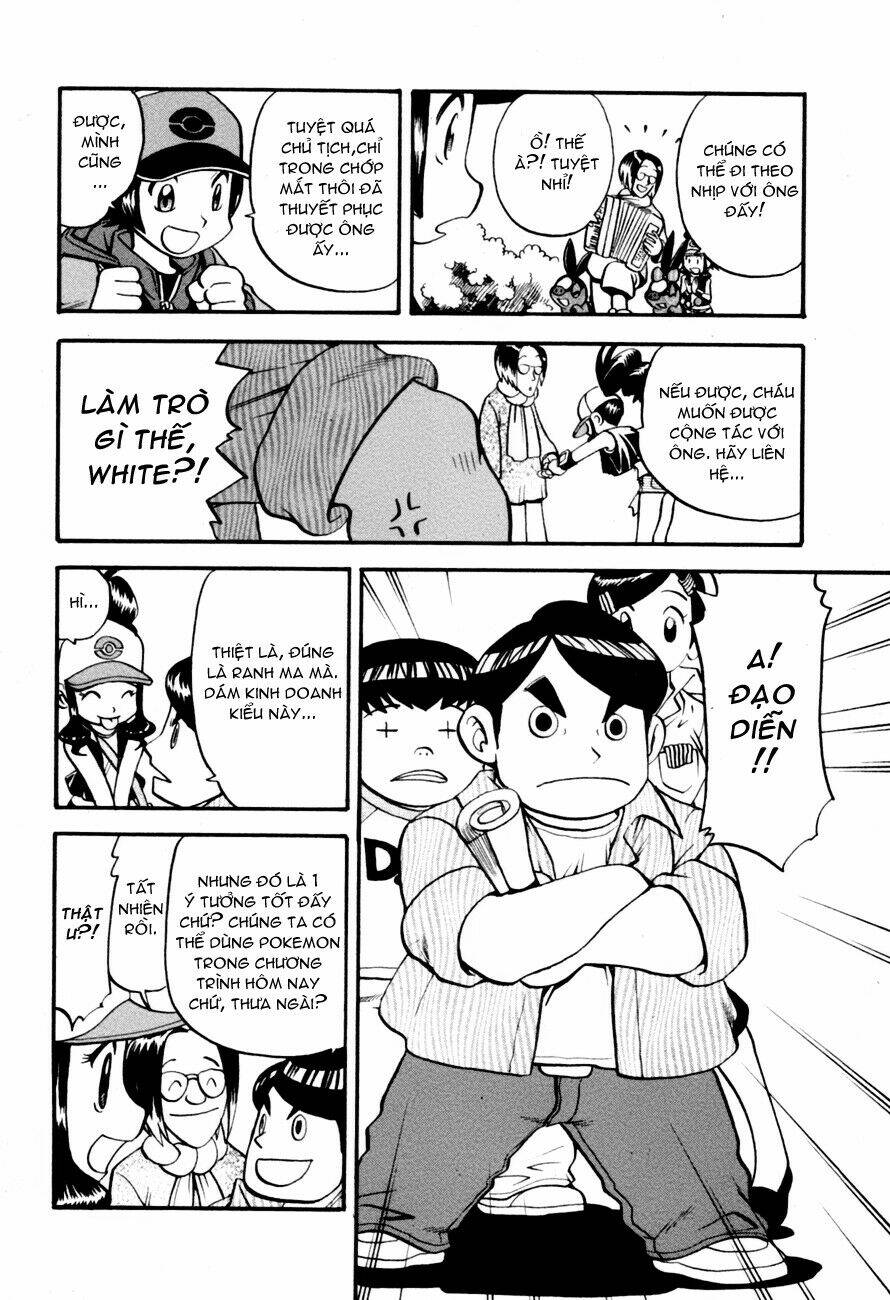 CHÚNG CÓ
THỂ ĐI THEO
NHỊP VỚI ÔNG
ĐẤY!
Ồ! THẾ
À?! TUYỆT
NHỈ!
TUYỆT QUÁ
CHỦ TỊCH,CHỈ
TRONG CHỚP
MẮT THÔI ĐÃ
THUYẾT PHỤC
ĐƯỢC ÔNG
ẤY...
ĐƯỢC,
MÌNH
CŨNG
...
NẾU ĐƯỢC, CHÁU
MUỐN ĐƯỢC
CỘNG TÁC VỚI
ÔNG. HÃY LIÊN
HỆ...
LÀM TRÒ
GÌ THẾ,
WHITE?!
A!
ĐẠO
DIỄN
!!
D
THIỆT LÀ, ĐÚNG
LÀ RANH MA MÀ.
DÁM KINH DOANH
KIỂU NÀY...
HÌ...
NHƯNG ĐÓ LÀ 1
Ý TƯỞNG TỐT ĐẤY
CHỨ? CHÚNG TA CÓ
THỂ DÙNG POKEMON
TRONG CHƯƠNG
TRÌNH HÔM NAY
CHỨ, THƯA NGÀI?
TẤT
NHIÊN
RỒI.
THẬT
Ư?!